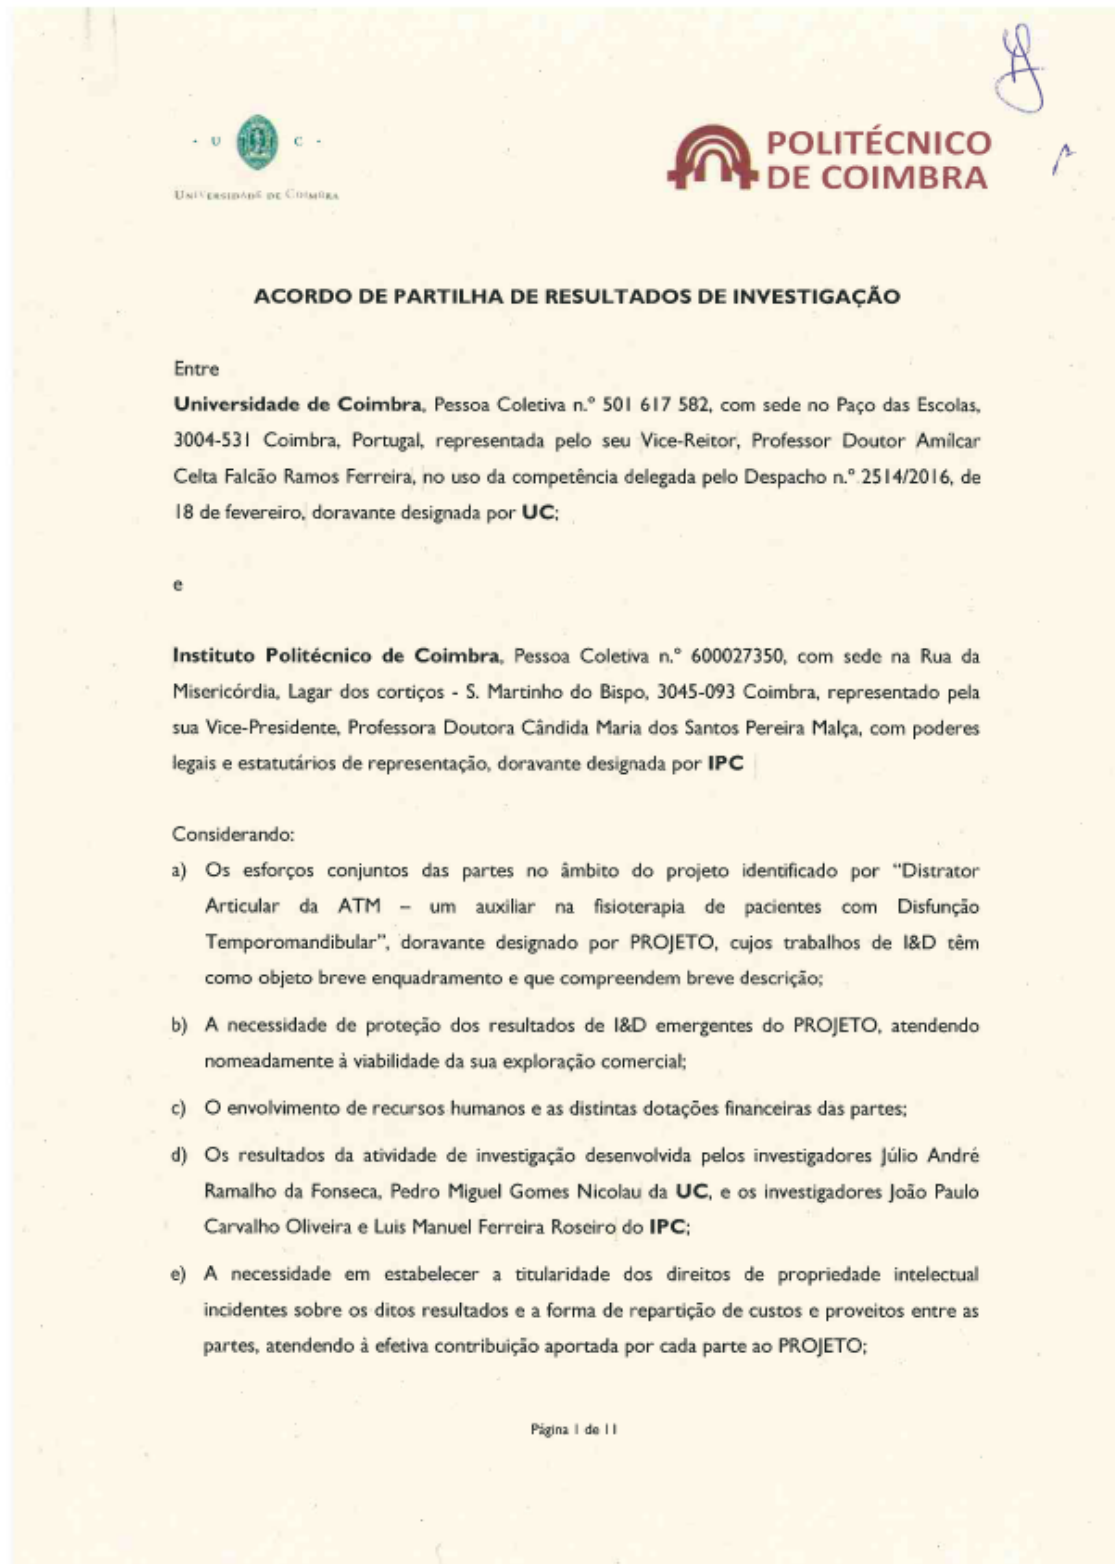 · U C ·
UNIVERSIDADE DE COIMBRA
POLITÉCNICO
DE COIMBRA
ACORDO DE PARTILHA DE RESULTADOS DE INVESTIGAÇÃO
Entre
Universidade de Coimbra, Pessoa Coletiva n.º 501 617 582, com sede no Paço das Escolas,
3004-531 Coimbra, Portugal, representada pelo seu Vice-Reitor, Professor Doutor Amílcar
Celta Falcão Ramos Ferreira, no uso da competência delegada pelo Despacho n.º 2514/2016, de
18 de fevereiro, doravante designada por UC;
e
Instituto Politécnico de Coimbra, Pessoa Coletiva n.º 600027350, com sede na Rua da
Misericórdia, Lagar dos cortiços - S. Martinho do Bispo, 3045-093 Coimbra, representado pela
sua Vice-Presidente, Professora Doutora Cândida Maria dos Santos Pereira Malça, com poderes
legais e estatutários de representação, doravante designada por IPC
Considerando:
a) Os esforços conjuntos das partes no âmbito do projeto identificado por “Distrator
Articular da ATM – um auxiliar na fisioterapia de pacientes com Disfunção
Temporomandibular”, doravante designado por PROJETO, cujos trabalhos de I&D têm
como objeto breve enquadramento e que compreendem breve descrição;
b) A necessidade de proteção dos resultados de I&D emergentes do PROJETO, atendendo
nomeadamente à viabilidade da sua exploração comercial;
c) O envolvimento de recursos humanos e as distintas dotações financeiras das partes;
d) Os resultados da atividade de investigação desenvolvida pelos investigadores Júlio André
Ramalho da Fonseca, Pedro Miguel Gomes Nicolau da UC, e os investigadores João Paulo
Carvalho Oliveira e Luis Manuel Ferreira Roseiro do IPC;
e) A necessidade em estabelecer a titularidade dos direitos de propriedade intelectual
incidentes sobre os ditos resultados e a forma de repartição de custos e proveitos entre as
partes, atendendo à efetiva contribuição aportada por cada parte ao PROJETO;
Página 1 de 11